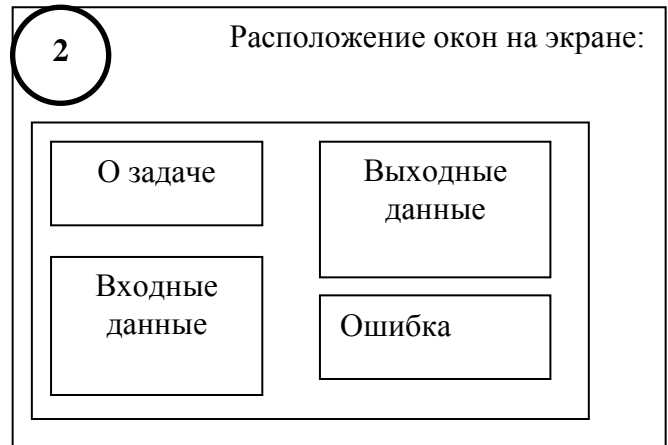 2
Расположение окон на экране:
О задаче
Входные
данные
Выходные
данные
Ошибка